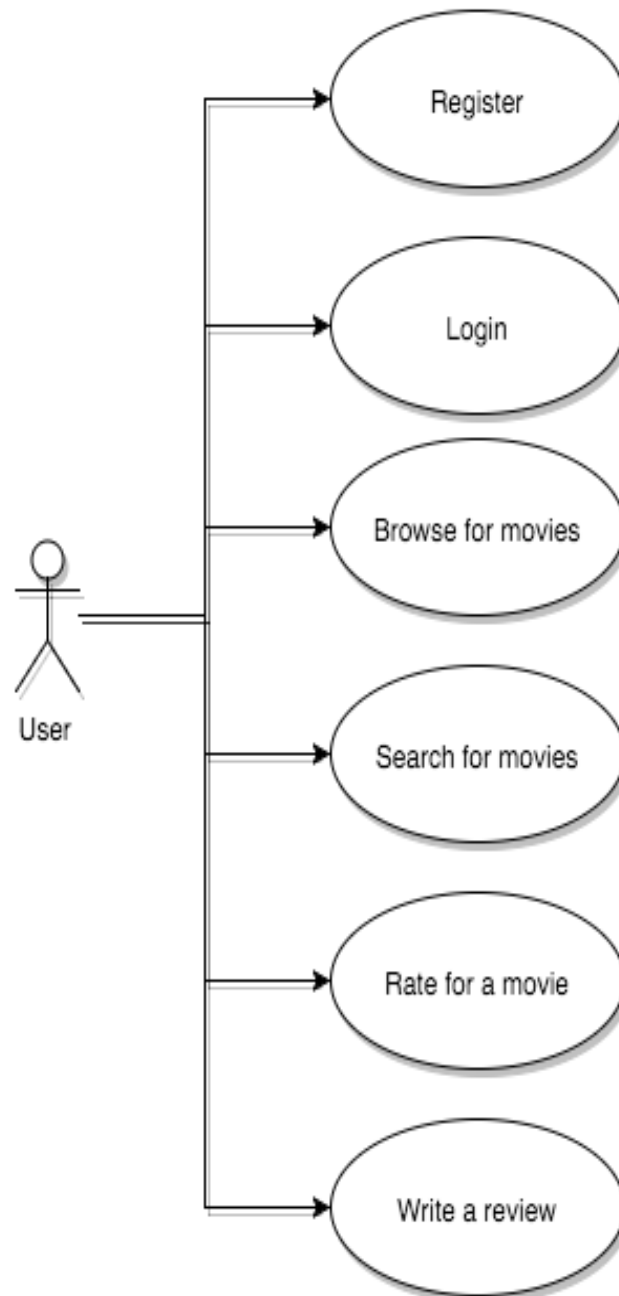 Register
Login
Browse for movies
User
Search for movies
Rate for a movie
Write a review